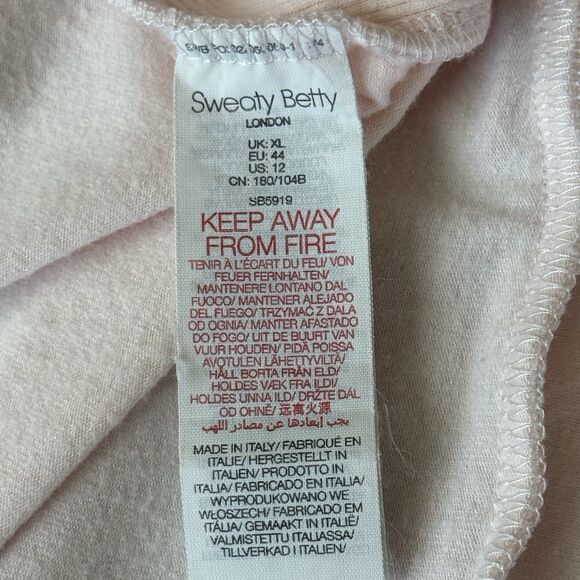 Sweaty Betty
LONDON
UK: XL
EU: 44
US: 12
CN: 180/104B
SB5919
KEEP AWAY
FROM FIRE
TENIR À L'ÉCART DU FEU/ VON
FEUER FERNHALTEN/
MANTENERE LONTANO DAL
FUOCO/ MANTENER ALEJADO
DEL FUEGO/ TRZYMAĆ Z DALA
OD OGNIA/ MANTER AFASTADO
DO FOGO/ UIT DE BUURT VAN
VUUR HOUDEN/ PIDÄ POISSA
AVOTULEN LÄHETTYVILTÄ/
HÅLL BORTA FRÅN ELD/
HOLDES VÆK FRA ILD/
HOLDES UNNA ILD/ DRŽTE DÁL
OD OHNĚ/ 远离火源
يجب إبعادها عن مصادر اللهب
MADE IN ITALY/ FABRIQUÉ EN
ITALIE/ HERGESTELLT IN
ITALIEN/ PRODOTTO IN
ITALIA/ FABRICADO EN ITALIA/
WYPRODUKOWANO WE
WŁOSZECH/ FABRICADO EM
ITÁLIA/ GEMAAKT IN ITALIË/
VALMISTETTU ITALIASSA/
TILLVERKAD I ITALIEN/